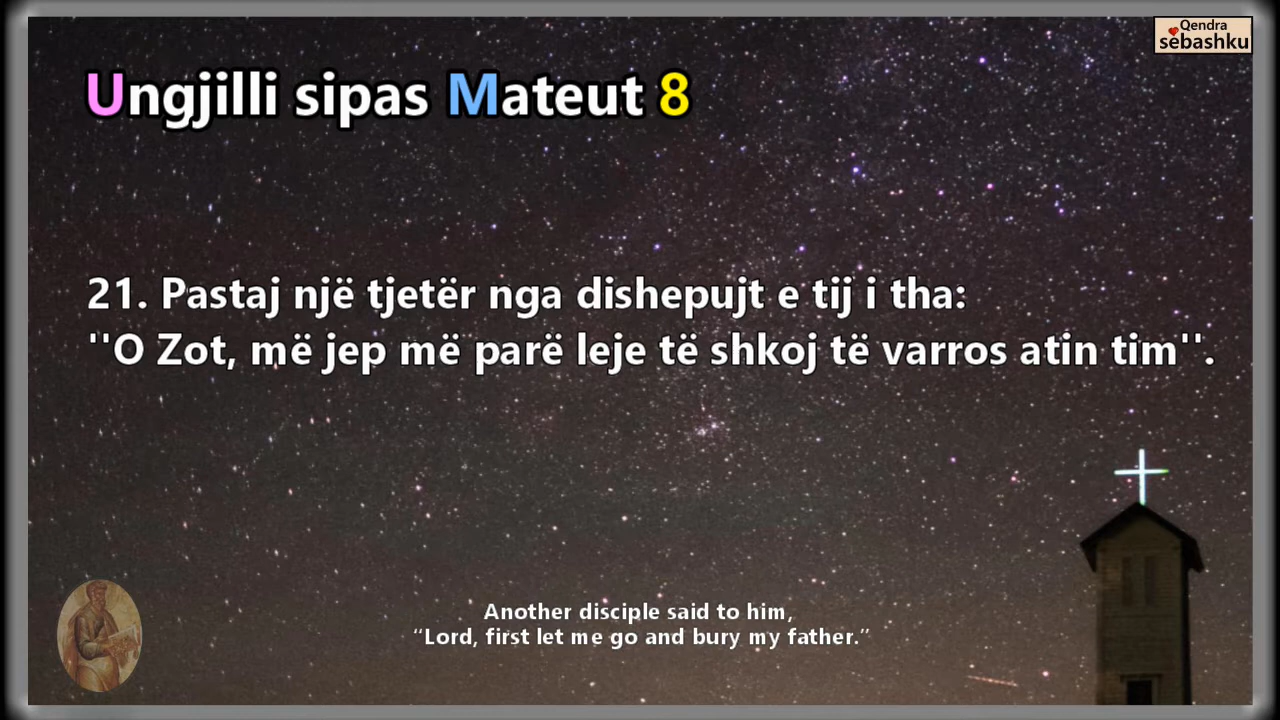 Qendra
sebashku
Ungjilli sipas Mateut 8
21. Pastaj një tjetër nga dishepujt e tij i tha:
''O Zot, më jep më parë leje të shkoj të varros atin tim''.
Another disciple said to him,
“Lord, first let me go and bury my father.”